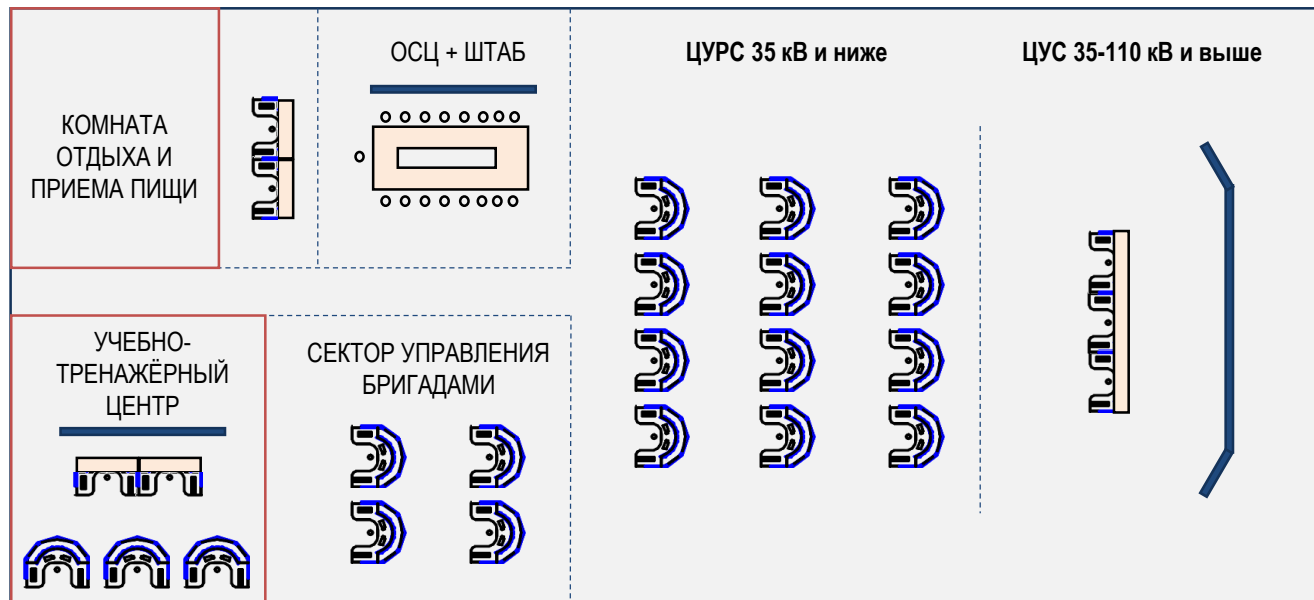 КОМНАТА
ОТДЫХА И
ПРИЕМА ПИЩИ
ОСЦ + ШТАБ
ЦУРС 35 кВ и ниже
ЦУС 35-110 кВ и выше
УЧЕБНО-
ТРЕНАЖЁРНЫЙ
ЦЕНТР
СЕКТОР УПРАВЛЕНИЯ
БРИГАДАМИ